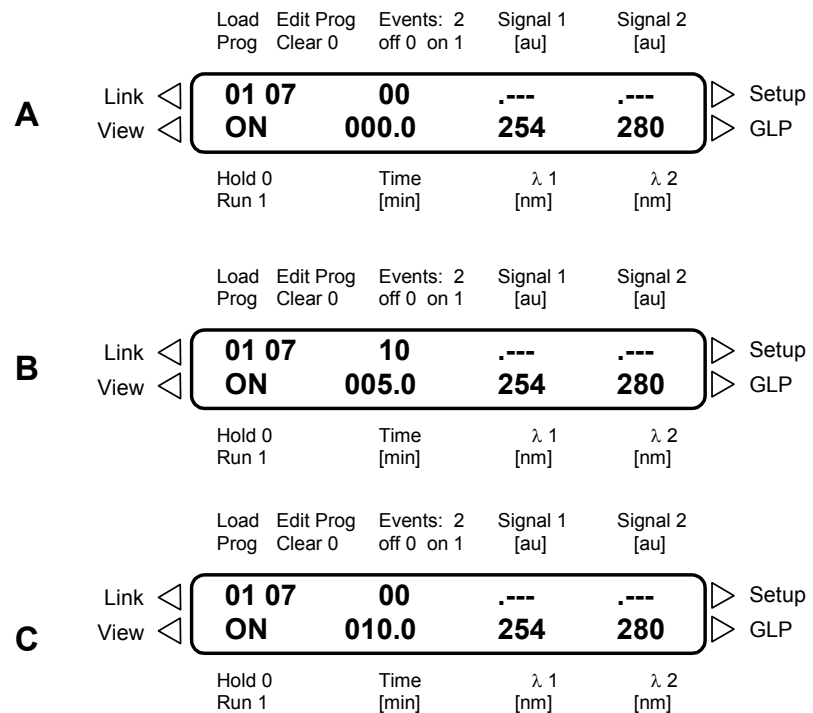 Load Edit Prog Events: 2 Signal 1 Signal 2
Prog Clear 0 off 0 on 1 [au] [au]
A
Link 01 07 00 .--- .--- Setup
View ON 000.0 254 280 GLP
Hold 0 Time λ 1 λ 2
Run 1 [min] [nm] [nm]
Load Edit Prog Events: 2 Signal 1 Signal 2
Prog Clear 0 off 0 on 1 [au] [au]
B
Link 01 07 10 .--- .--- Setup
View ON 005.0 254 280 GLP
Hold 0 Time λ 1 λ 2
Run 1 [min] [nm] [nm]
Load Edit Prog Events: 2 Signal 1 Signal 2
Prog Clear 0 off 0 on 1 [au] [au]
C
Link 01 07 00 .--- .--- Setup
View ON 010.0 254 280 GLP
Hold 0 Time λ 1 λ 2
Run 1 [min] [nm] [nm]